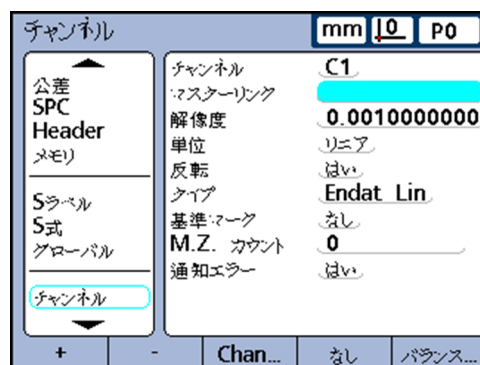 チャンネル mm 0 P0
公差
SPC
Header
メモリ
Sラベル
S式
グローバル
チャンネル
チャンネル C1
マスターリング
解像度 0.0010000000
単位 リニア
反転 はい
タイプ Endat Lin
基準マーク なし
M.Z. カウント 0
通知エラー はい
+ - Chan... なし バランス...